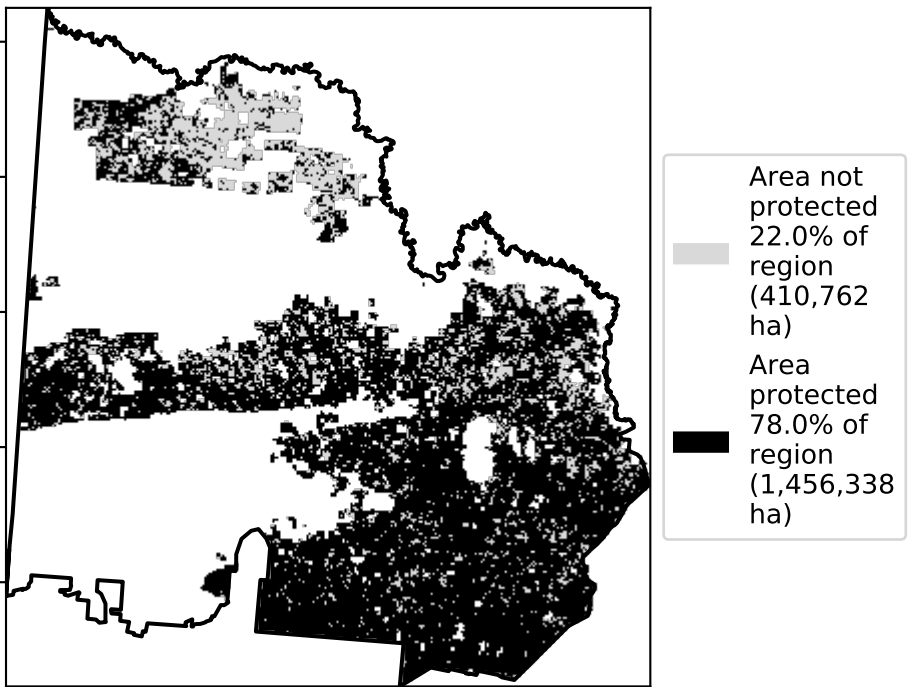 Area not
protected
22.0% of
region
(410,762
ha)
Area
protected
78.0% of
region
(1,456,338
ha)